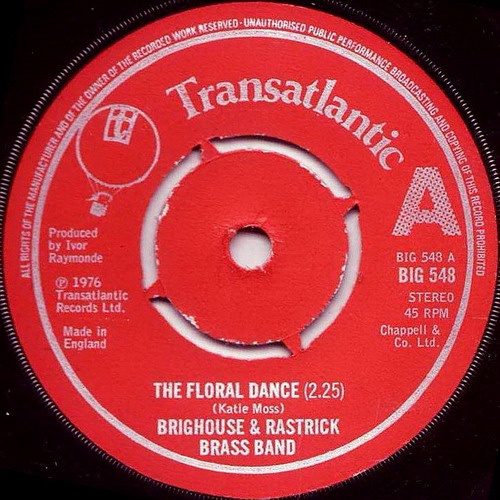 ALL RIGHTS OF THE MANUFACTURER AND OF THE OWNER OF THE RECORDED WORK RESERVED · UNAUTHORISED PUBLIC PERFORMANCE BROADCASTING AND COPYING OF THIS RECORD PROHIBITED
Transatlantic
A
Produced
by Ivor
Raymonde
℗ 1976
Transatlantic
Records Ltd.
Made in
England
BIG 548 A
BIG 548
STEREO
45 RPM
Chappell &
Co. Ltd.
THE FLORAL DANCE (2.25)
(Katie Moss)
BRIGHOUSE & RASTRICK
BRASS BAND